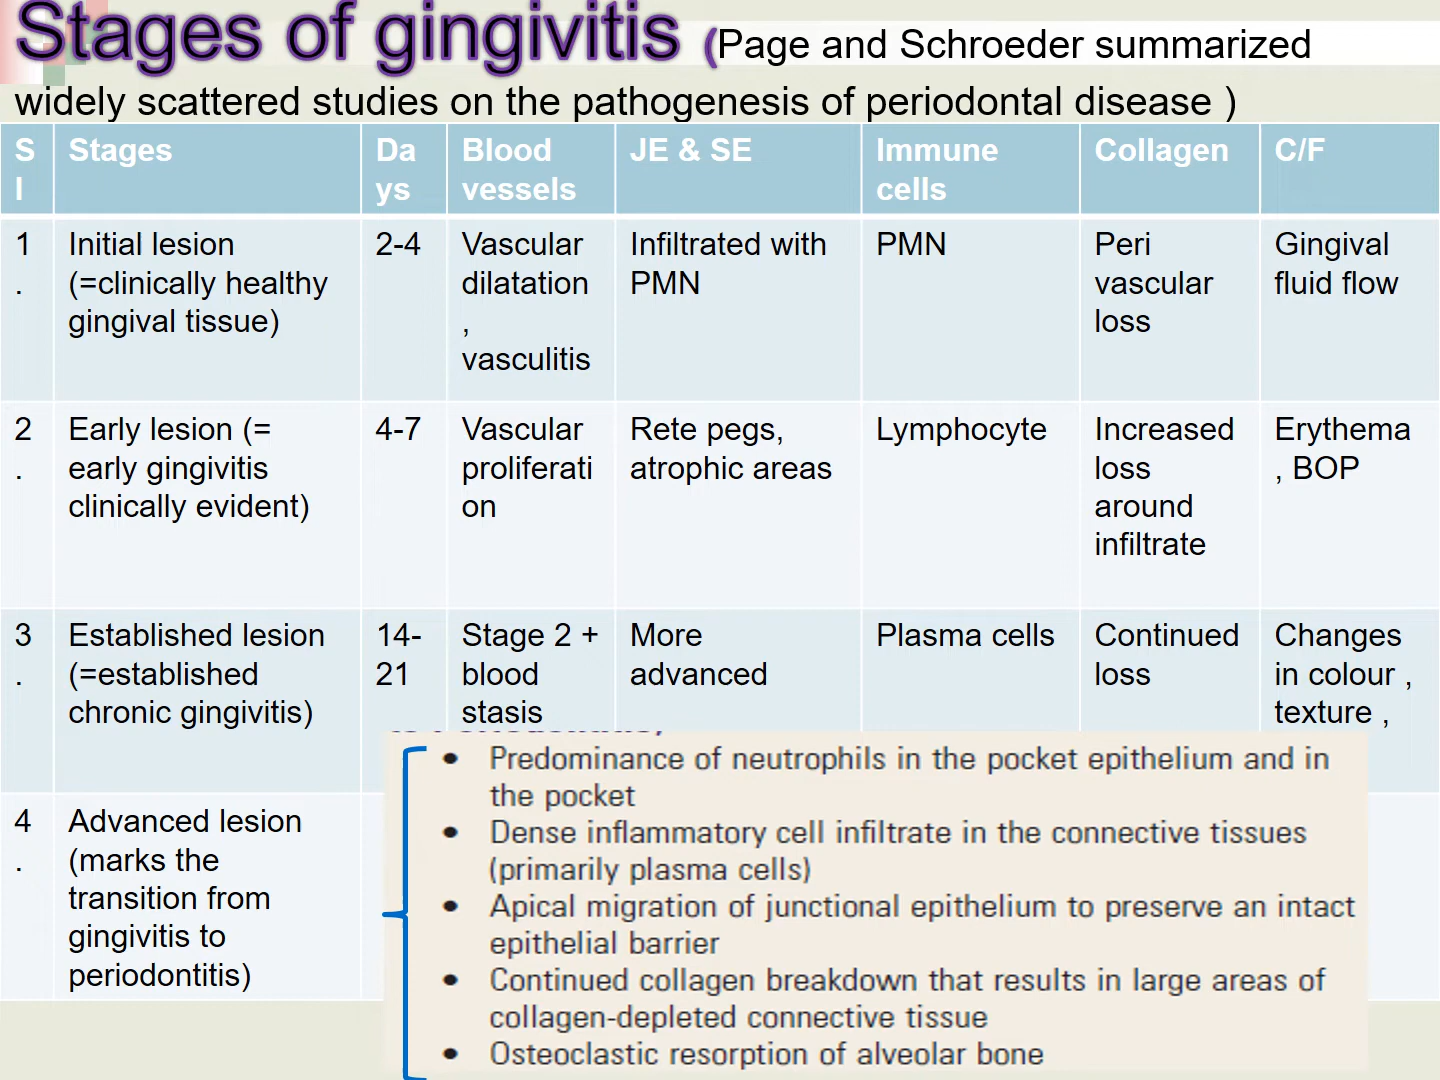 Stages of gingivitis (Page and Schroeder summarized
widely scattered studies on the pathogenesis of periodontal disease )
S
l
Stages
Da
ys
Blood
vessels
JE & SE
Immune
cells
Collagen
C/F
1
.
Initial lesion
(=clinically healthy
gingival tissue)
2-4
Vascular
dilatation
,
vasculitis
Infiltrated with
PMN
PMN
Peri
vascular
loss
Gingival
fluid flow
2
.
Early lesion (=
early gingivitis
clinically evident)
4-7
Vascular
proliferati
on
Rete pegs,
atrophic areas
Lymphocyte
Increased
loss
around
infiltrate
Erythema
, BOP
3
.
Established lesion
(=established
chronic gingivitis)
14-
21
Stage 2 +
blood
stasis
More
advanced
Plasma cells
Continued
loss
Changes
in colour ,
texture ,
4
.
Advanced lesion
(marks the
transition from
gingivitis to
periodontitis)
• Predominance of neutrophils in the pocket epithelium and in
the pocket
• Dense inflammatory cell infiltrate in the connective tissues
(primarily plasma cells)
• Apical migration of junctional epithelium to preserve an intact
epithelial barrier
• Continued collagen breakdown that results in large areas of
collagen-depleted connective tissue
• Osteoclastic resorption of alveolar bone